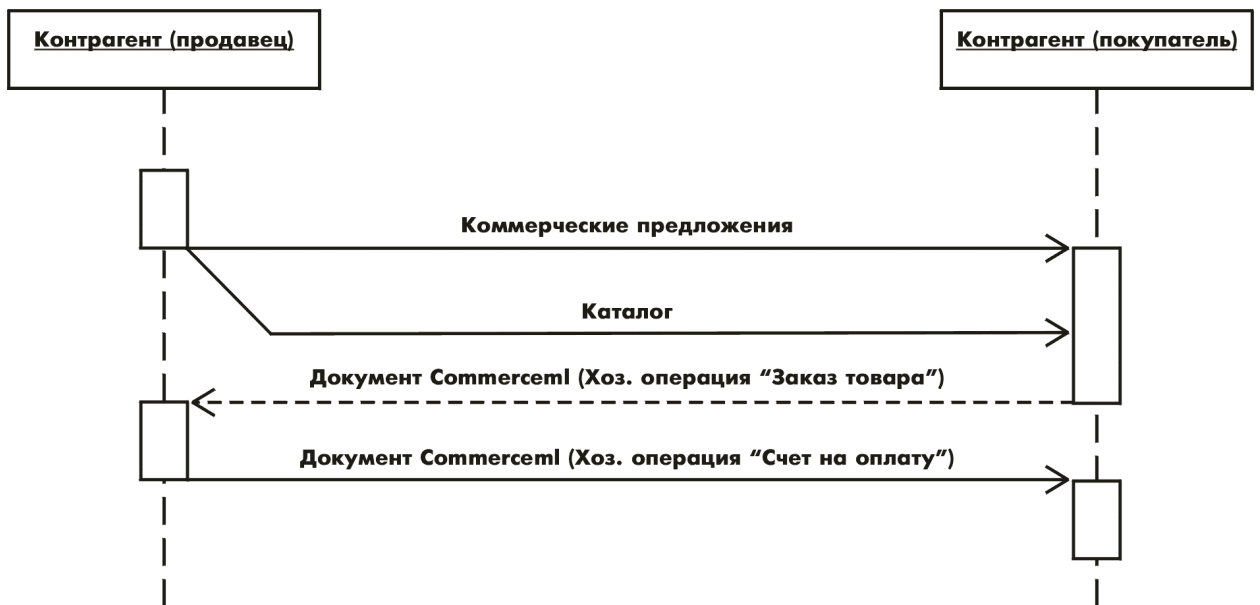 Контрагент (продавец)
Контрагент (покупатель)
Коммерческие предложения
Каталог
Документ Commerceml (Хоз. операция “Заказ товара”)
Документ Commerceml (Хоз. операция “Счет на оплату”)